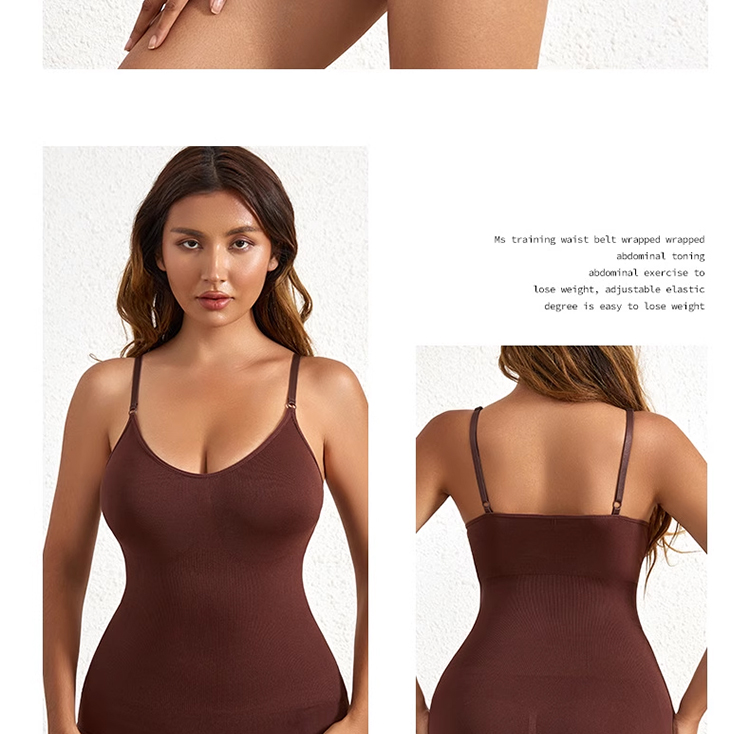 Ms training waist belt wrapped wrapped
abdominal toning
abdominal exercise to
lose weight, adjustable elastic
degree is easy to lose weight